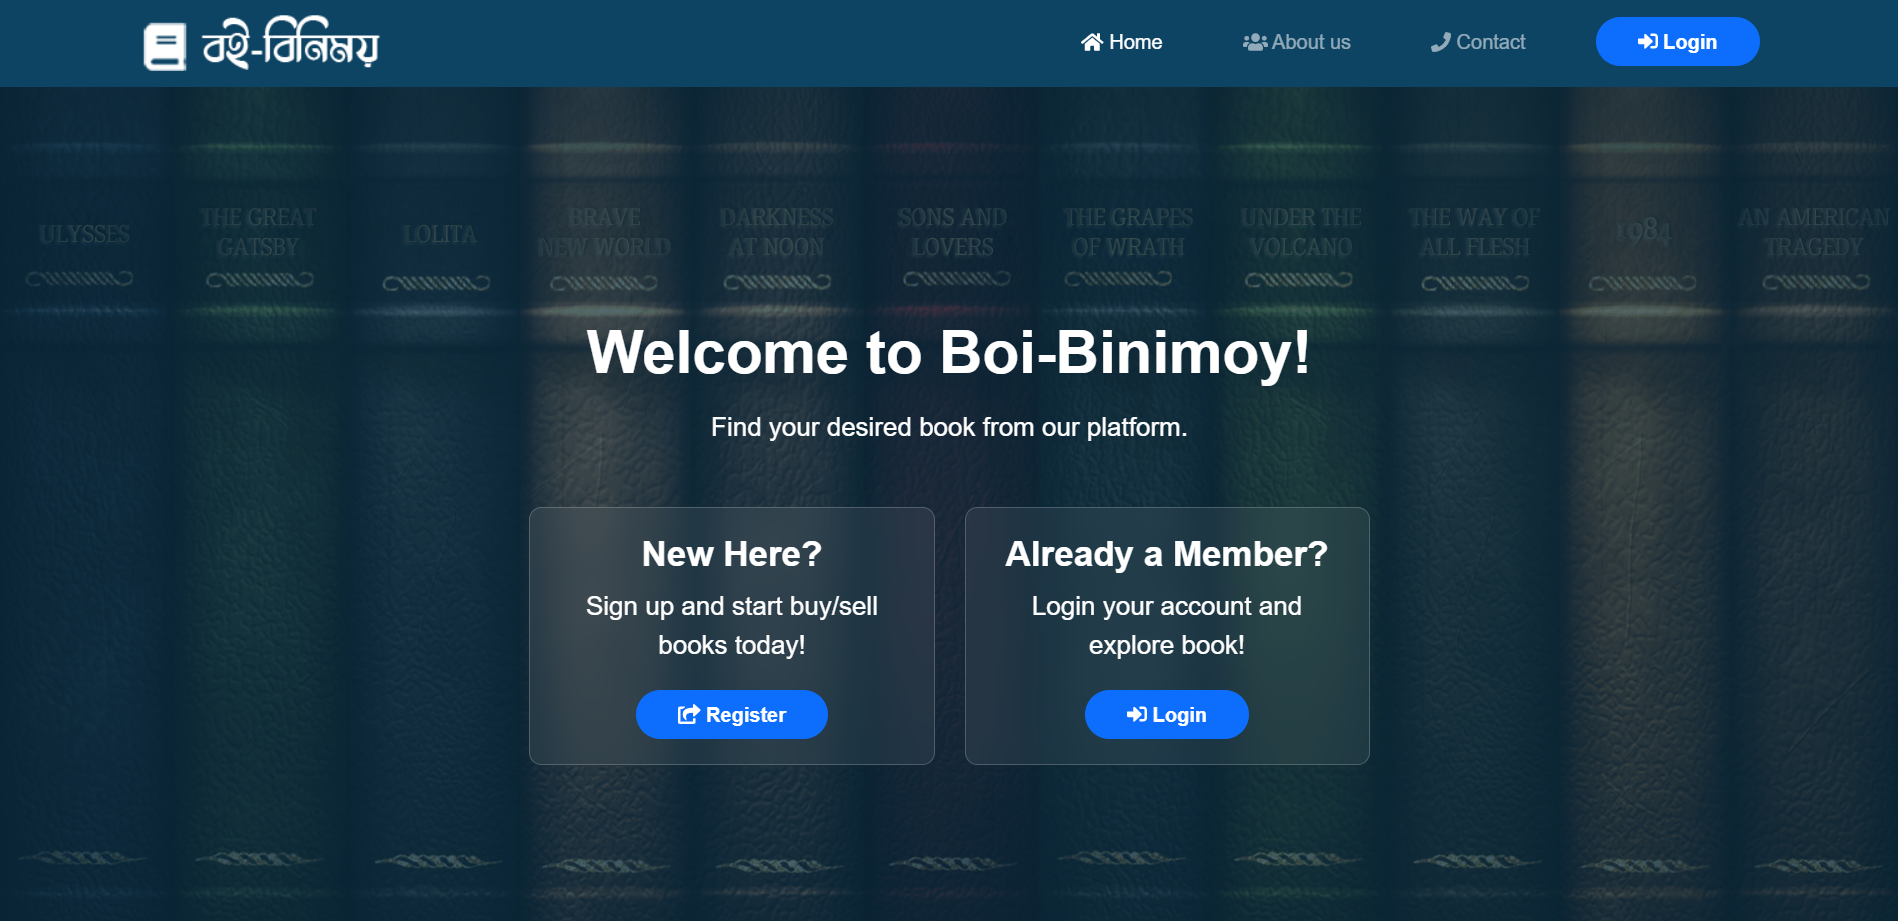 বই-বিনিময়
Home
About us
Contact
Login
ULYSSES
THE GREAT
GATSBY
LOLITA
BRAVE
NEW WORLD
DARKNESS
AT NOON
SONS AND
LOVERS
THE GRAPES
OF WRATH
UNDER THE
VOLCANO
THE WAY OF
ALL FLESH
1984
AN AMERICAN
TRAGEDY
Welcome to Boi-Binimoy!
Find your desired book from our platform.
New Here?
Sign up and start buy/sell
books today!
Register
Already a Member?
Login your account and
explore book!
Login